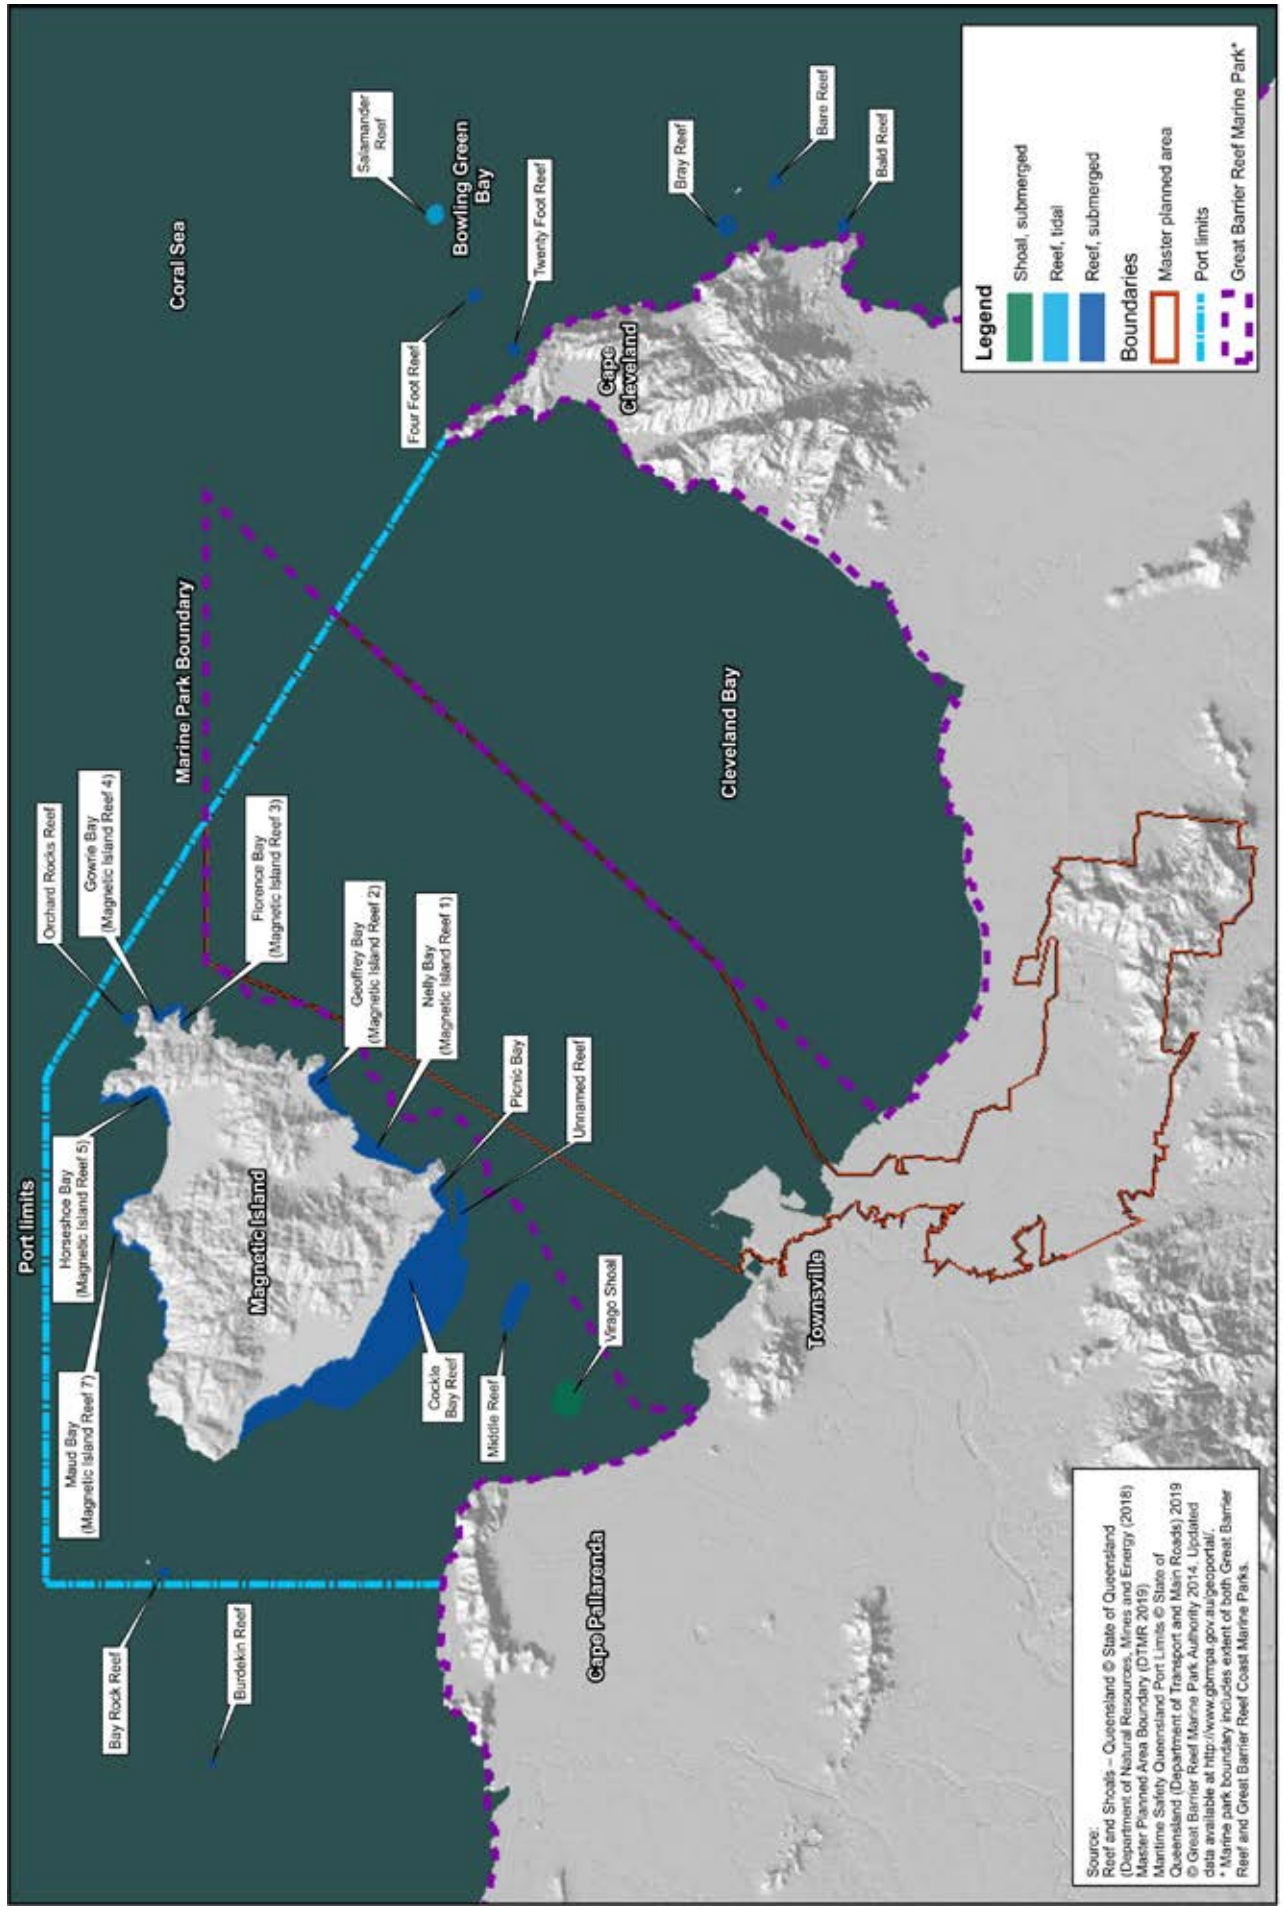 Port limits
Bay Rock Reef
Burdekin Reef
Maud Bay
(Magnetic Island Reef 7)
Horseshoe Bay
(Magnetic Island Reef 5)
Orchard Rocks Reef
Gowrie Bay
(Magnetic Island Reef 4)
Florence Bay
(Magnetic Island Reef 3)
Geoffrey Bay
(Magnetic Island Reef 2)
Nelly Bay
(Magnetic Island Reef 1)
Picnic Bay
Unnamed Reef
Magnetic Island
Cockle
Bay Reef
Middle Reef
Virago Shoal
Marine Park Boundary
Coral Sea
Salamander
Reef
Bowling Green
Bay
Four Foot Reef
Twenty Foot Reef
Cape
Cleveland
Bray Reef
Bare Reef
Bald Reef
Cleveland Bay
Townsville
Cape Pallarenda
Source:
Reef and Shoals – Queensland © State of Queensland
(Department of Natural Resources, Mines and Energy (2018)
Master Planned Area Boundary (DTMR 2019)
Maritime Safety Queensland Port Limits © State of
Queensland (Department of Transport and Main Roads) 2019
© Great Barrier Reef Marine Park Authority 2014. Updated
data available at http://www.gbrmpa.gov.au/geoportal/.
* Marine park boundary includes extent of both Great Barrier
Reef and Great Barrier Reef Coast Marine Parks.
Legend
Shoal, submerged
Reef, tidal
Reef, submerged
Boundaries
Master planned area
Port limits
Great Barrier Reef Marine Park*